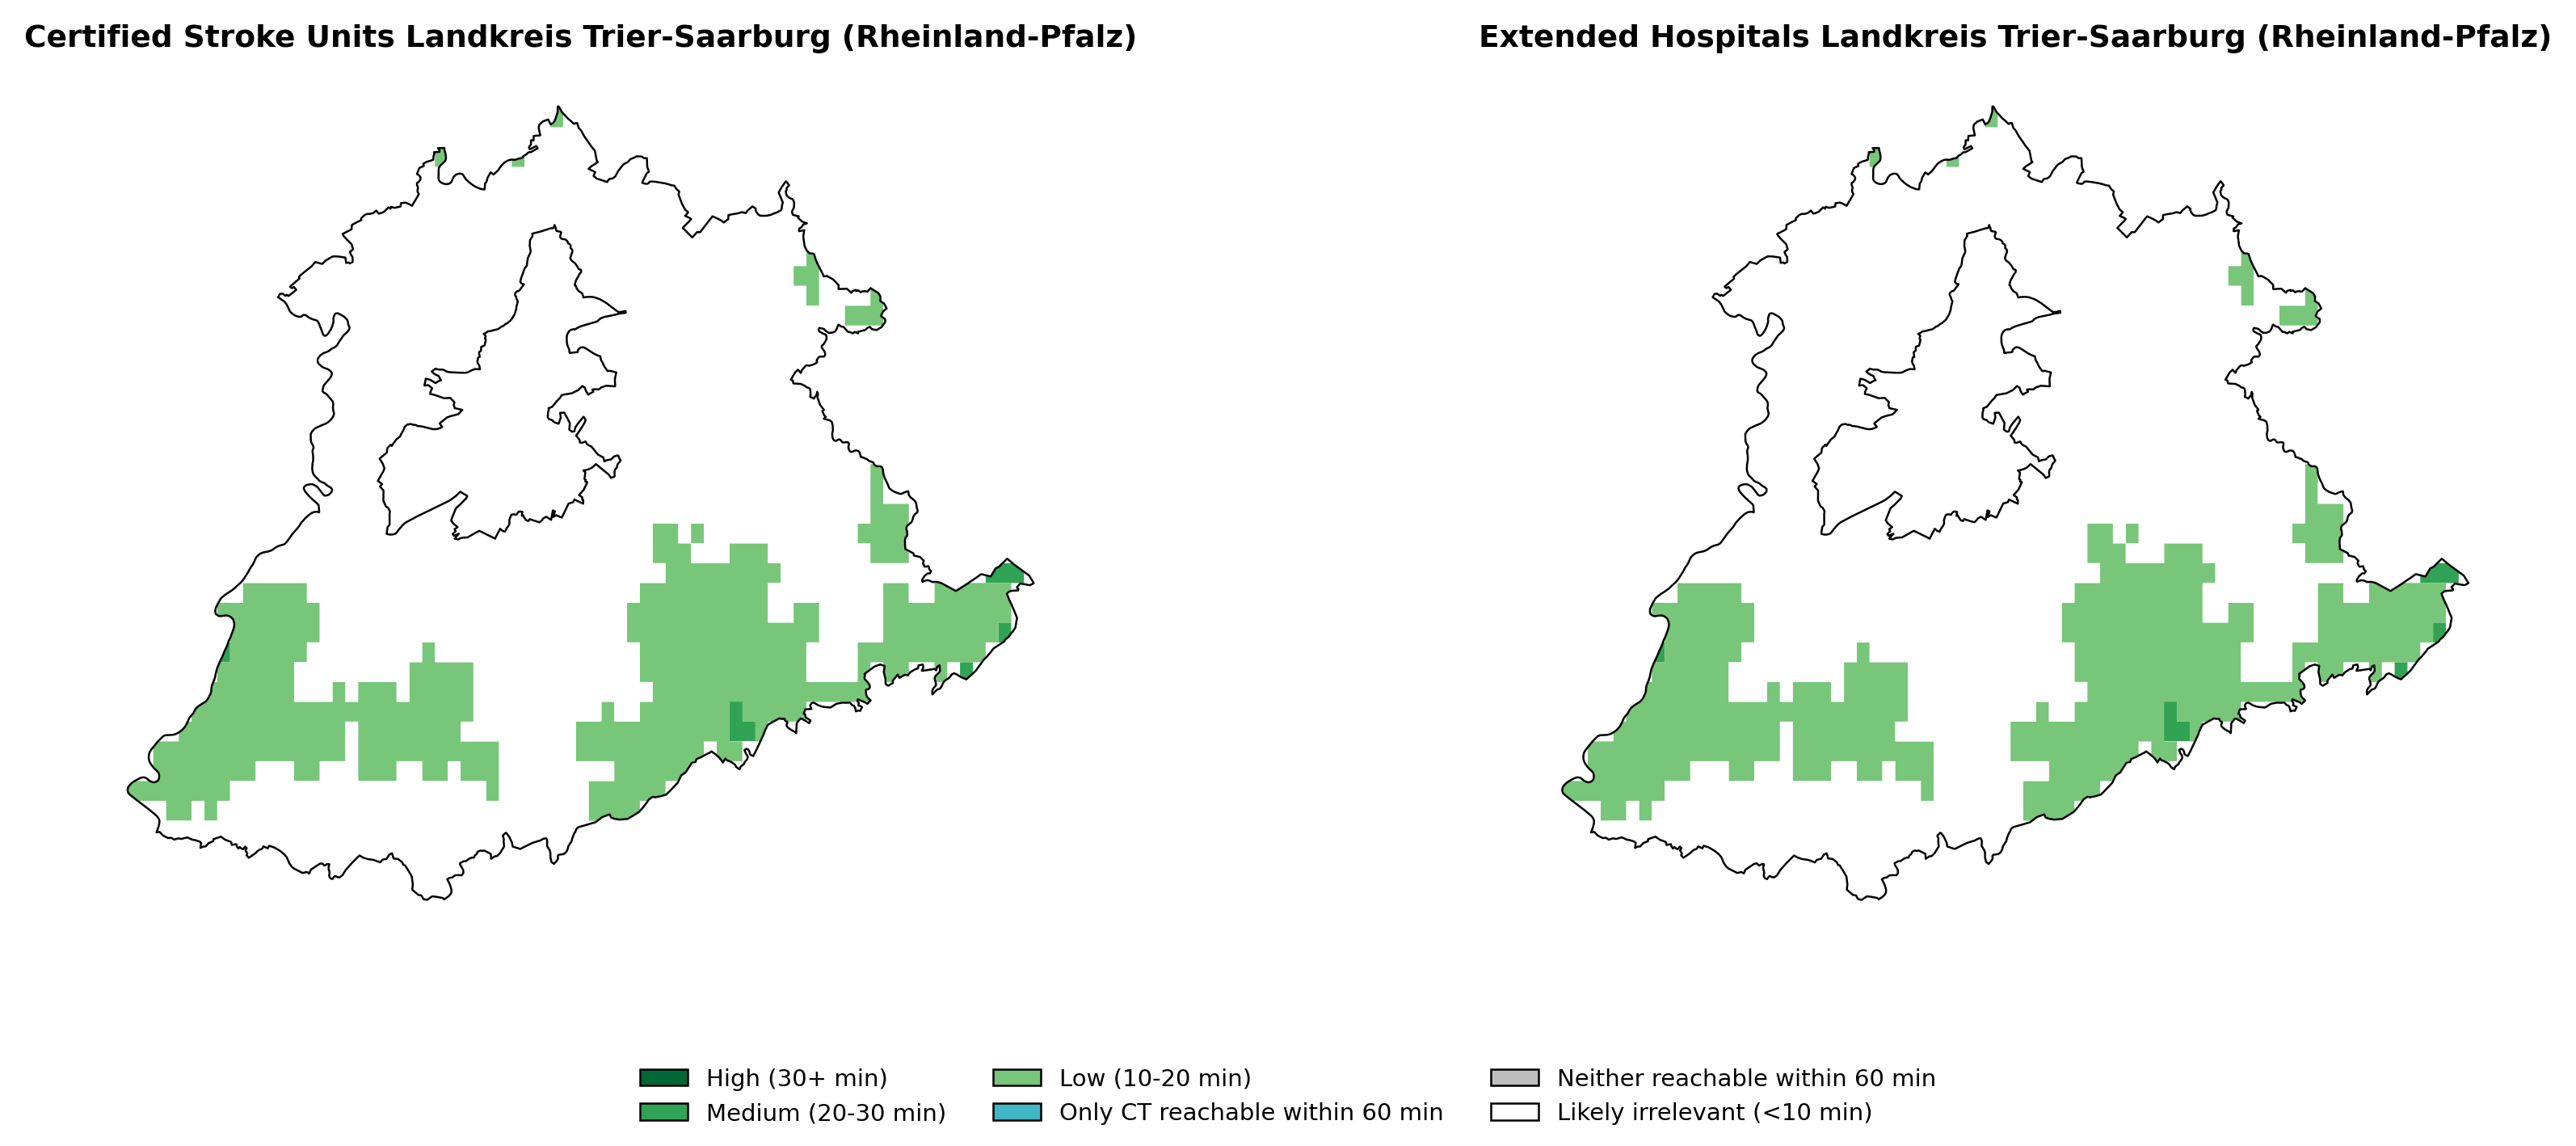 Certified Stroke Units Landkreis Trier-Saarburg (Rheinland-Pfalz)
Extended Hospitals Landkreis Trier-Saarburg (Rheinland-Pfalz)
High (30+ min)
Medium (20-30 min)
Low (10-20 min)
Only CT reachable within 60 min
Neither reachable within 60 min
Likely irrelevant (<10 min)